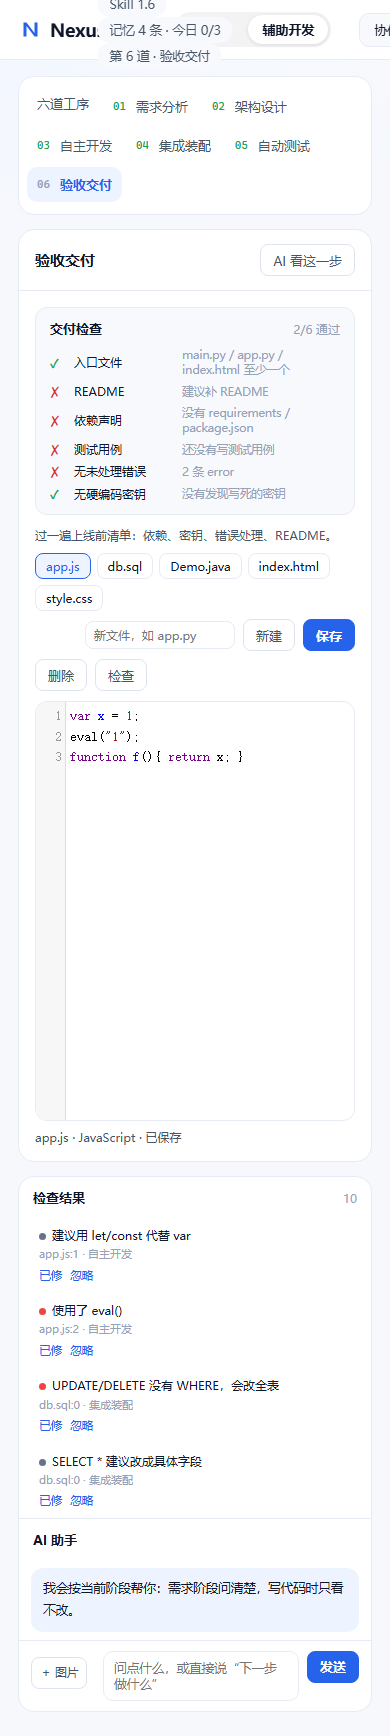 Skill 1.6
Nexu
记忆 4 条 · 今日 0/3
辅助开发
第 6 道 · 验收交付
六道工序
01 需求分析
02 架构设计
03 自主开发
04 集成装配
05 自动测试
06 验收交付
验收交付
AI 看这一步
交付检查
2/6 通过
✓ 入口文件
main.py / app.py /
index.html 至少一个
✗ README
建议补 README
✗ 依赖声明
没有 requirements /
package.json
✗ 测试用例
还没有写测试用例
✗ 无未处理错误
2 条 error
✓ 无硬编码密钥
没有发现写死的密钥
过一遍上线前清单：依赖、密钥、错误处理、README。
app.js
db.sql
Demo.java
index.html
style.css
新文件，如 app.py
新建
保存
删除
检查
1 var x = 1;
2 eval("1");
3 function f(){ return x; }
app.js · JavaScript · 已保存
检查结果
10
建议用 let/const 代替 var
app.js:1 · 自主开发
已修 忽略
使用了 eval()
app.js:2 · 自主开发
已修 忽略
UPDATE/DELETE 没有 WHERE，会改全表
db.sql:0 · 集成装配
已修 忽略
SELECT * 建议改成具体字段
db.sql:0 · 集成装配
已修 忽略
AI 助手
我会按当前阶段帮你：需求阶段问清楚，写代码时只看
不改。
+ 图片
问点什么，或直接说“下一步
做什么”
发送